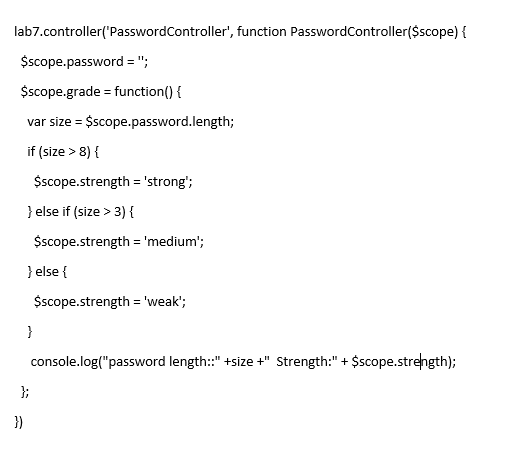 lab7.controller('PasswordController', function PasswordController($scope) {
$scope.password = '';
$scope.grade = function() {
var size = $scope.password.length;
if (size > 8) {
$scope.strength = 'strong';
} else if (size > 3) {
$scope.strength = 'medium';
} else {
$scope.strength = 'weak';
}
console.log("password length::" +size +"  Strength:" + $scope.strength);
};
})